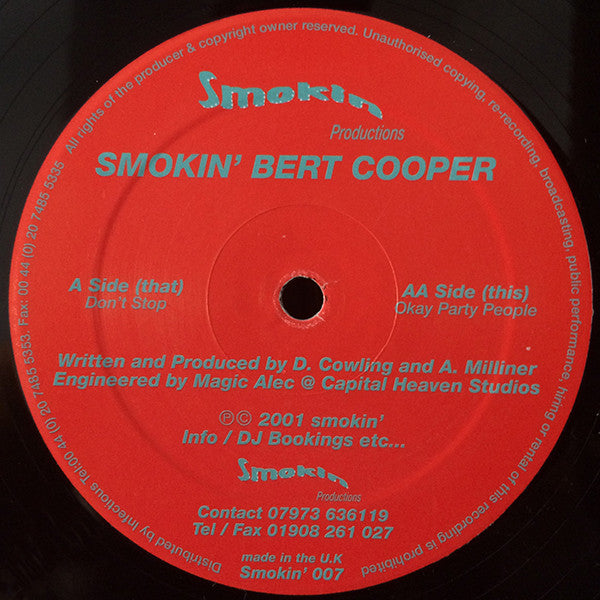 All rights of the producer & copyright owner reserved. Unauthorised copying, re-recording, broadcasting, public performance, hiring or rental of this recording is prohibited
Smokin
Productions
SMOKIN' BERT COOPER
A Side (that)
Don't Stop
AA Side (this)
Okay Party People
Written and Produced by D. Cowling and A. Milliner
Engineered by Magic Alec @ Capital Heaven Studios
℗© 2001 smokin'
Info / DJ Bookings etc...
Smokin
Productions
Contact 07973 636119
Tel / Fax 01908 261 027
made in the U.K
Smokin' 007
Distributed by Infectious Tel:00 44 (0) 20 7485 5353. Fax: 00 44 (0) 20 7485 5335